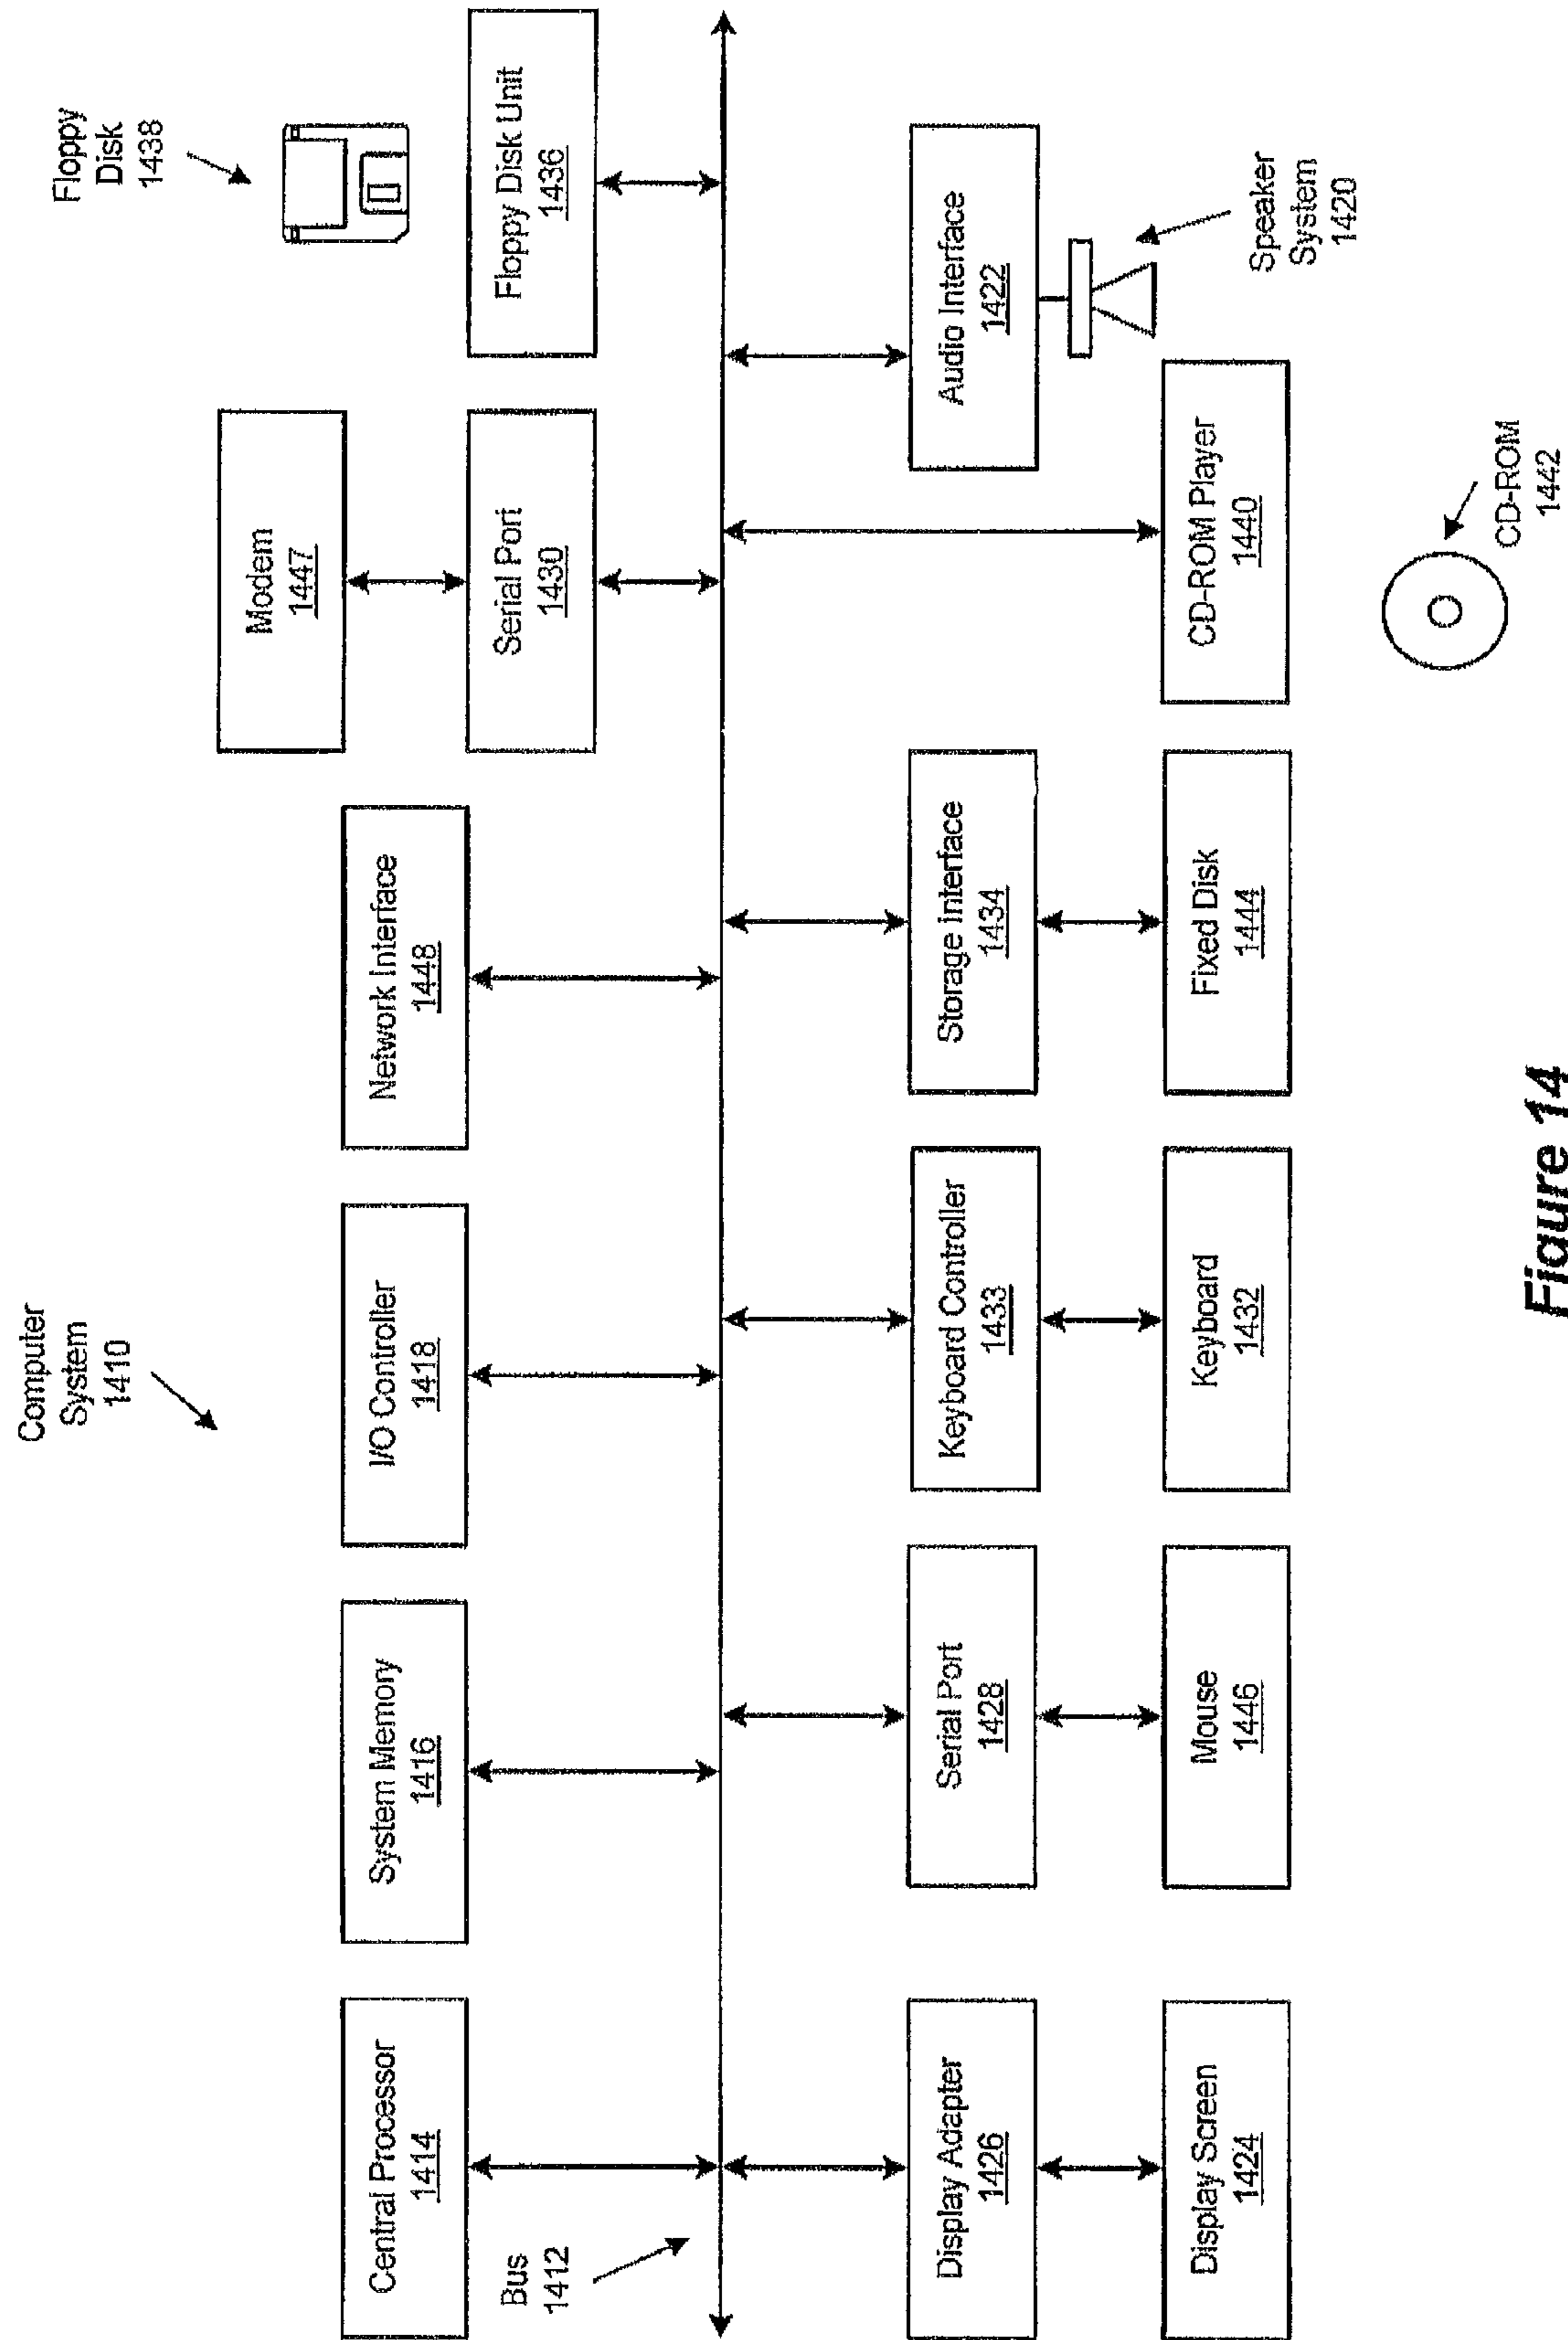 Computer
System
1410
Floppy
Disk
1438
Modem
1447
Central Processor
1414
System Memory
1416
I/O Controller
1418
Network Interface
1448
Serial Port
1430
Floppy Disk Unit
1436
Bus
1412
Display Adapter
1426
Serial Port
1428
Keyboard Controller
1433
Storage Interface
1434
Audio Interface
1422
Display Screen
1424
Mouse
1446
Keyboard
1432
Fixed Disk
1444
CD-ROM Player
1440
Speaker
System
1420
CD-ROM
1442
Figure 14